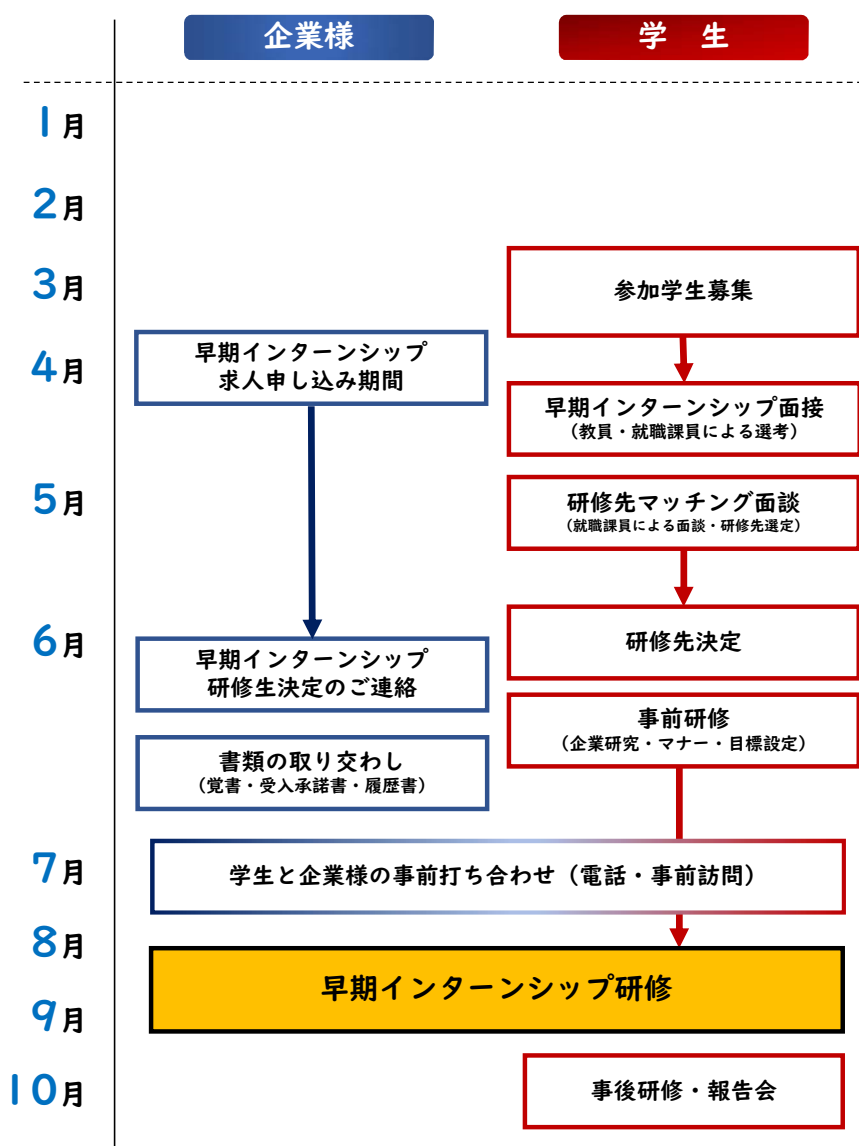 企業様
学 生
1月
2月
3月
参加学生募集
4月
早期インターンシップ
求人申し込み期間
早期インターンシップ面接
(教員・就職課員による選考)
5月
研修先マッチング面談
(就職課員による面談・研修先選定)
6月
早期インターンシップ
研修生決定のご連絡
研修先決定
書類の取り交わし
(覚書・受入承諾書・履歴書)
事前研修
(企業研究・マナー・目標設定)
7月
学生と企業様の事前打ち合わせ(電話・事前訪問)
8月
早期インターンシップ研修
9月
10月
事後研修・報告会